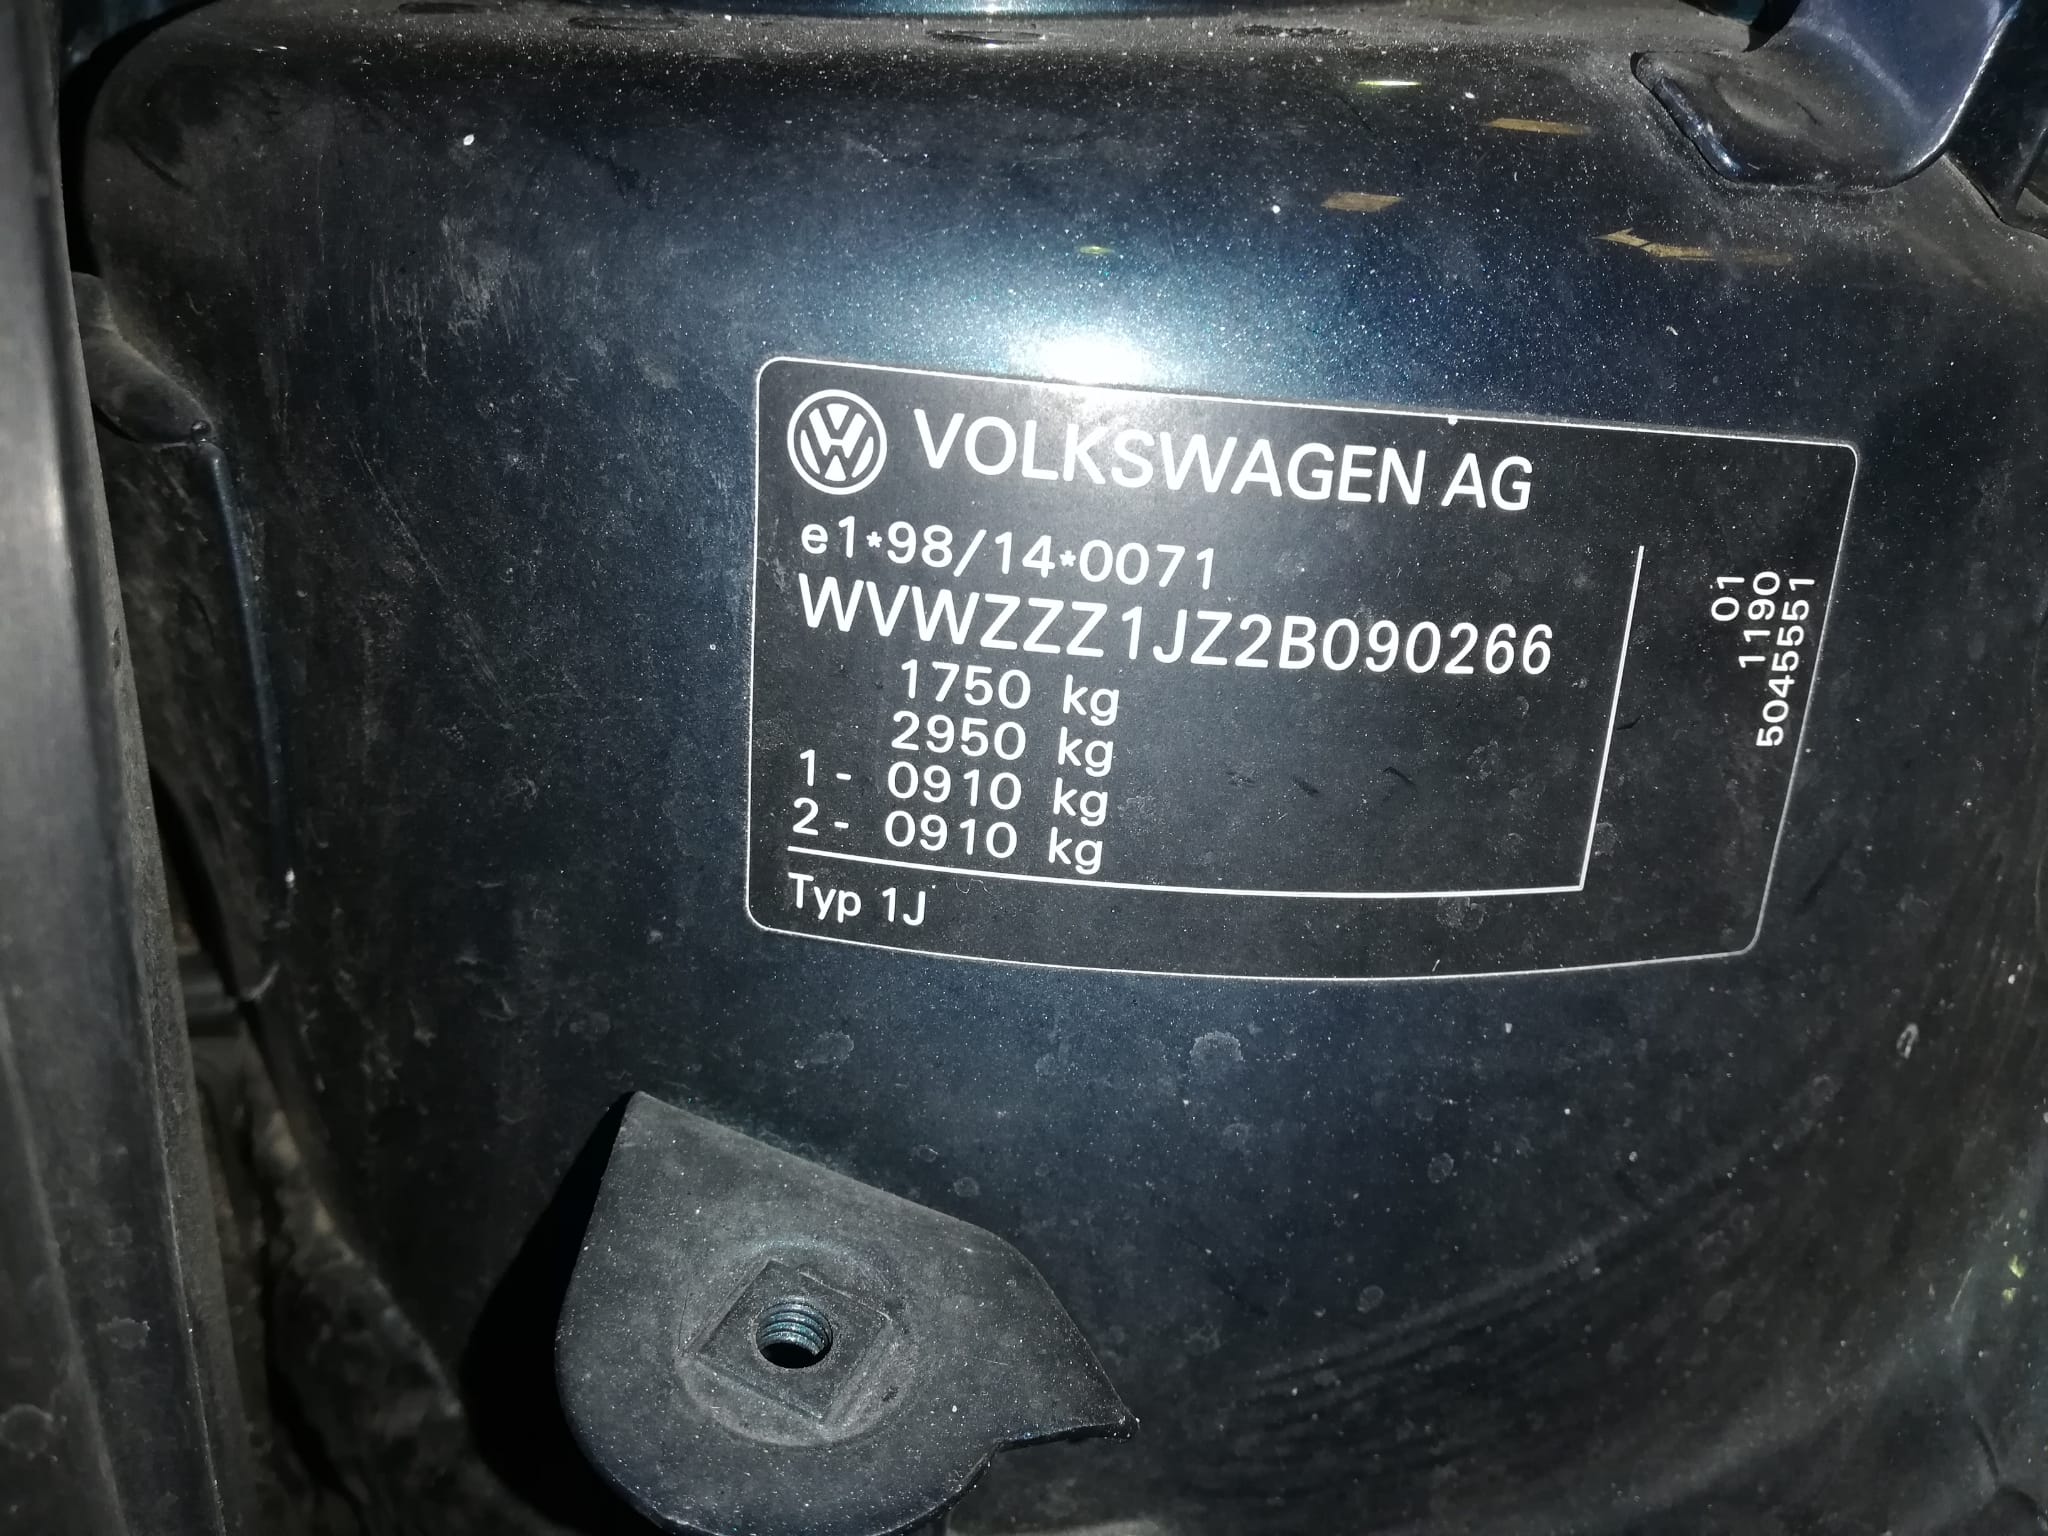 VOLKSWAGEN AG
e1*98/14*0071
WVWZZZ1JZ2B090266
1750 kg
2950 kg
1- 0910 kg
2- 0910 kg
Typ 1J
01
1190
5045551